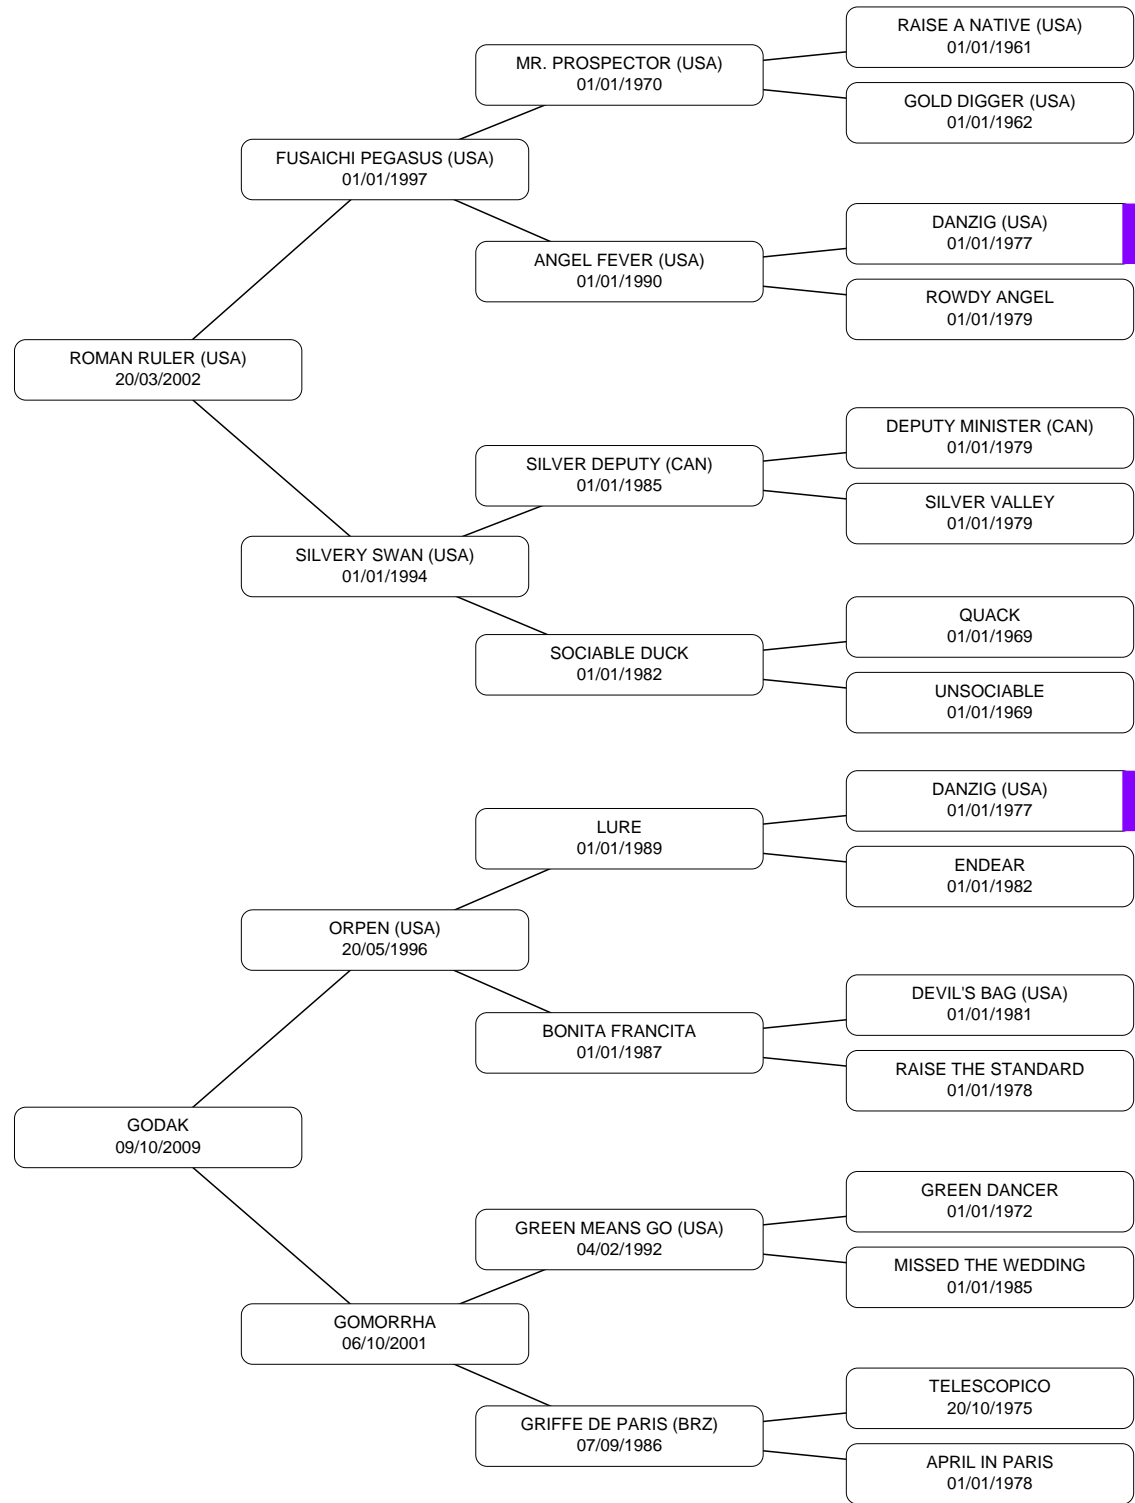 RAISE A NATIVE (USA)
01/01/1961
MR. PROSPECTOR (USA)
01/01/1970
GOLD DIGGER (USA)
01/01/1962
FUSAICHI PEGASUS (USA)
01/01/1997
DANZIG (USA)
01/01/1977
ANGEL FEVER (USA)
01/01/1990
ROWDY ANGEL
01/01/1979
ROMAN RULER (USA)
20/03/2002
DEPUTY MINISTER (CAN)
01/01/1979
SILVER DEPUTY (CAN)
01/01/1985
SILVER VALLEY
01/01/1979
SILVERY SWAN (USA)
01/01/1994
QUACK
01/01/1969
SOCIABLE DUCK
01/01/1982
UNSOCIABLE
01/01/1969
DANZIG (USA)
01/01/1977
LURE
01/01/1989
ENDEAR
01/01/1982
ORPEN (USA)
20/05/1996
DEVIL'S BAG (USA)
01/01/1981
BONITA FRANCITA
01/01/1987
RAISE THE STANDARD
01/01/1978
GODAK
09/10/2009
GREEN DANCER
01/01/1972
GREEN MEANS GO (USA)
04/02/1992
MISSED THE WEDDING
01/01/1985
GOMORRHA
06/10/2001
TELESCOPICO
20/10/1975
GRIFFE DE PARIS (BRZ)
07/09/1986
APRIL IN PARIS
01/01/1978